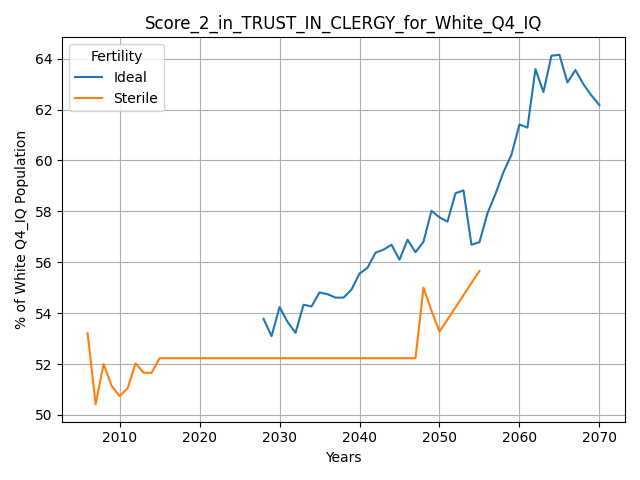 Score_2_in_TRUST_IN_CLERGY_for_White_Q4_IQ
Fertility
Ideal
Sterile
% of White Q4_IQ Population
64
62
60
58
56
54
52
50
2010
2020
2030
2040
2050
2060
2070
Years